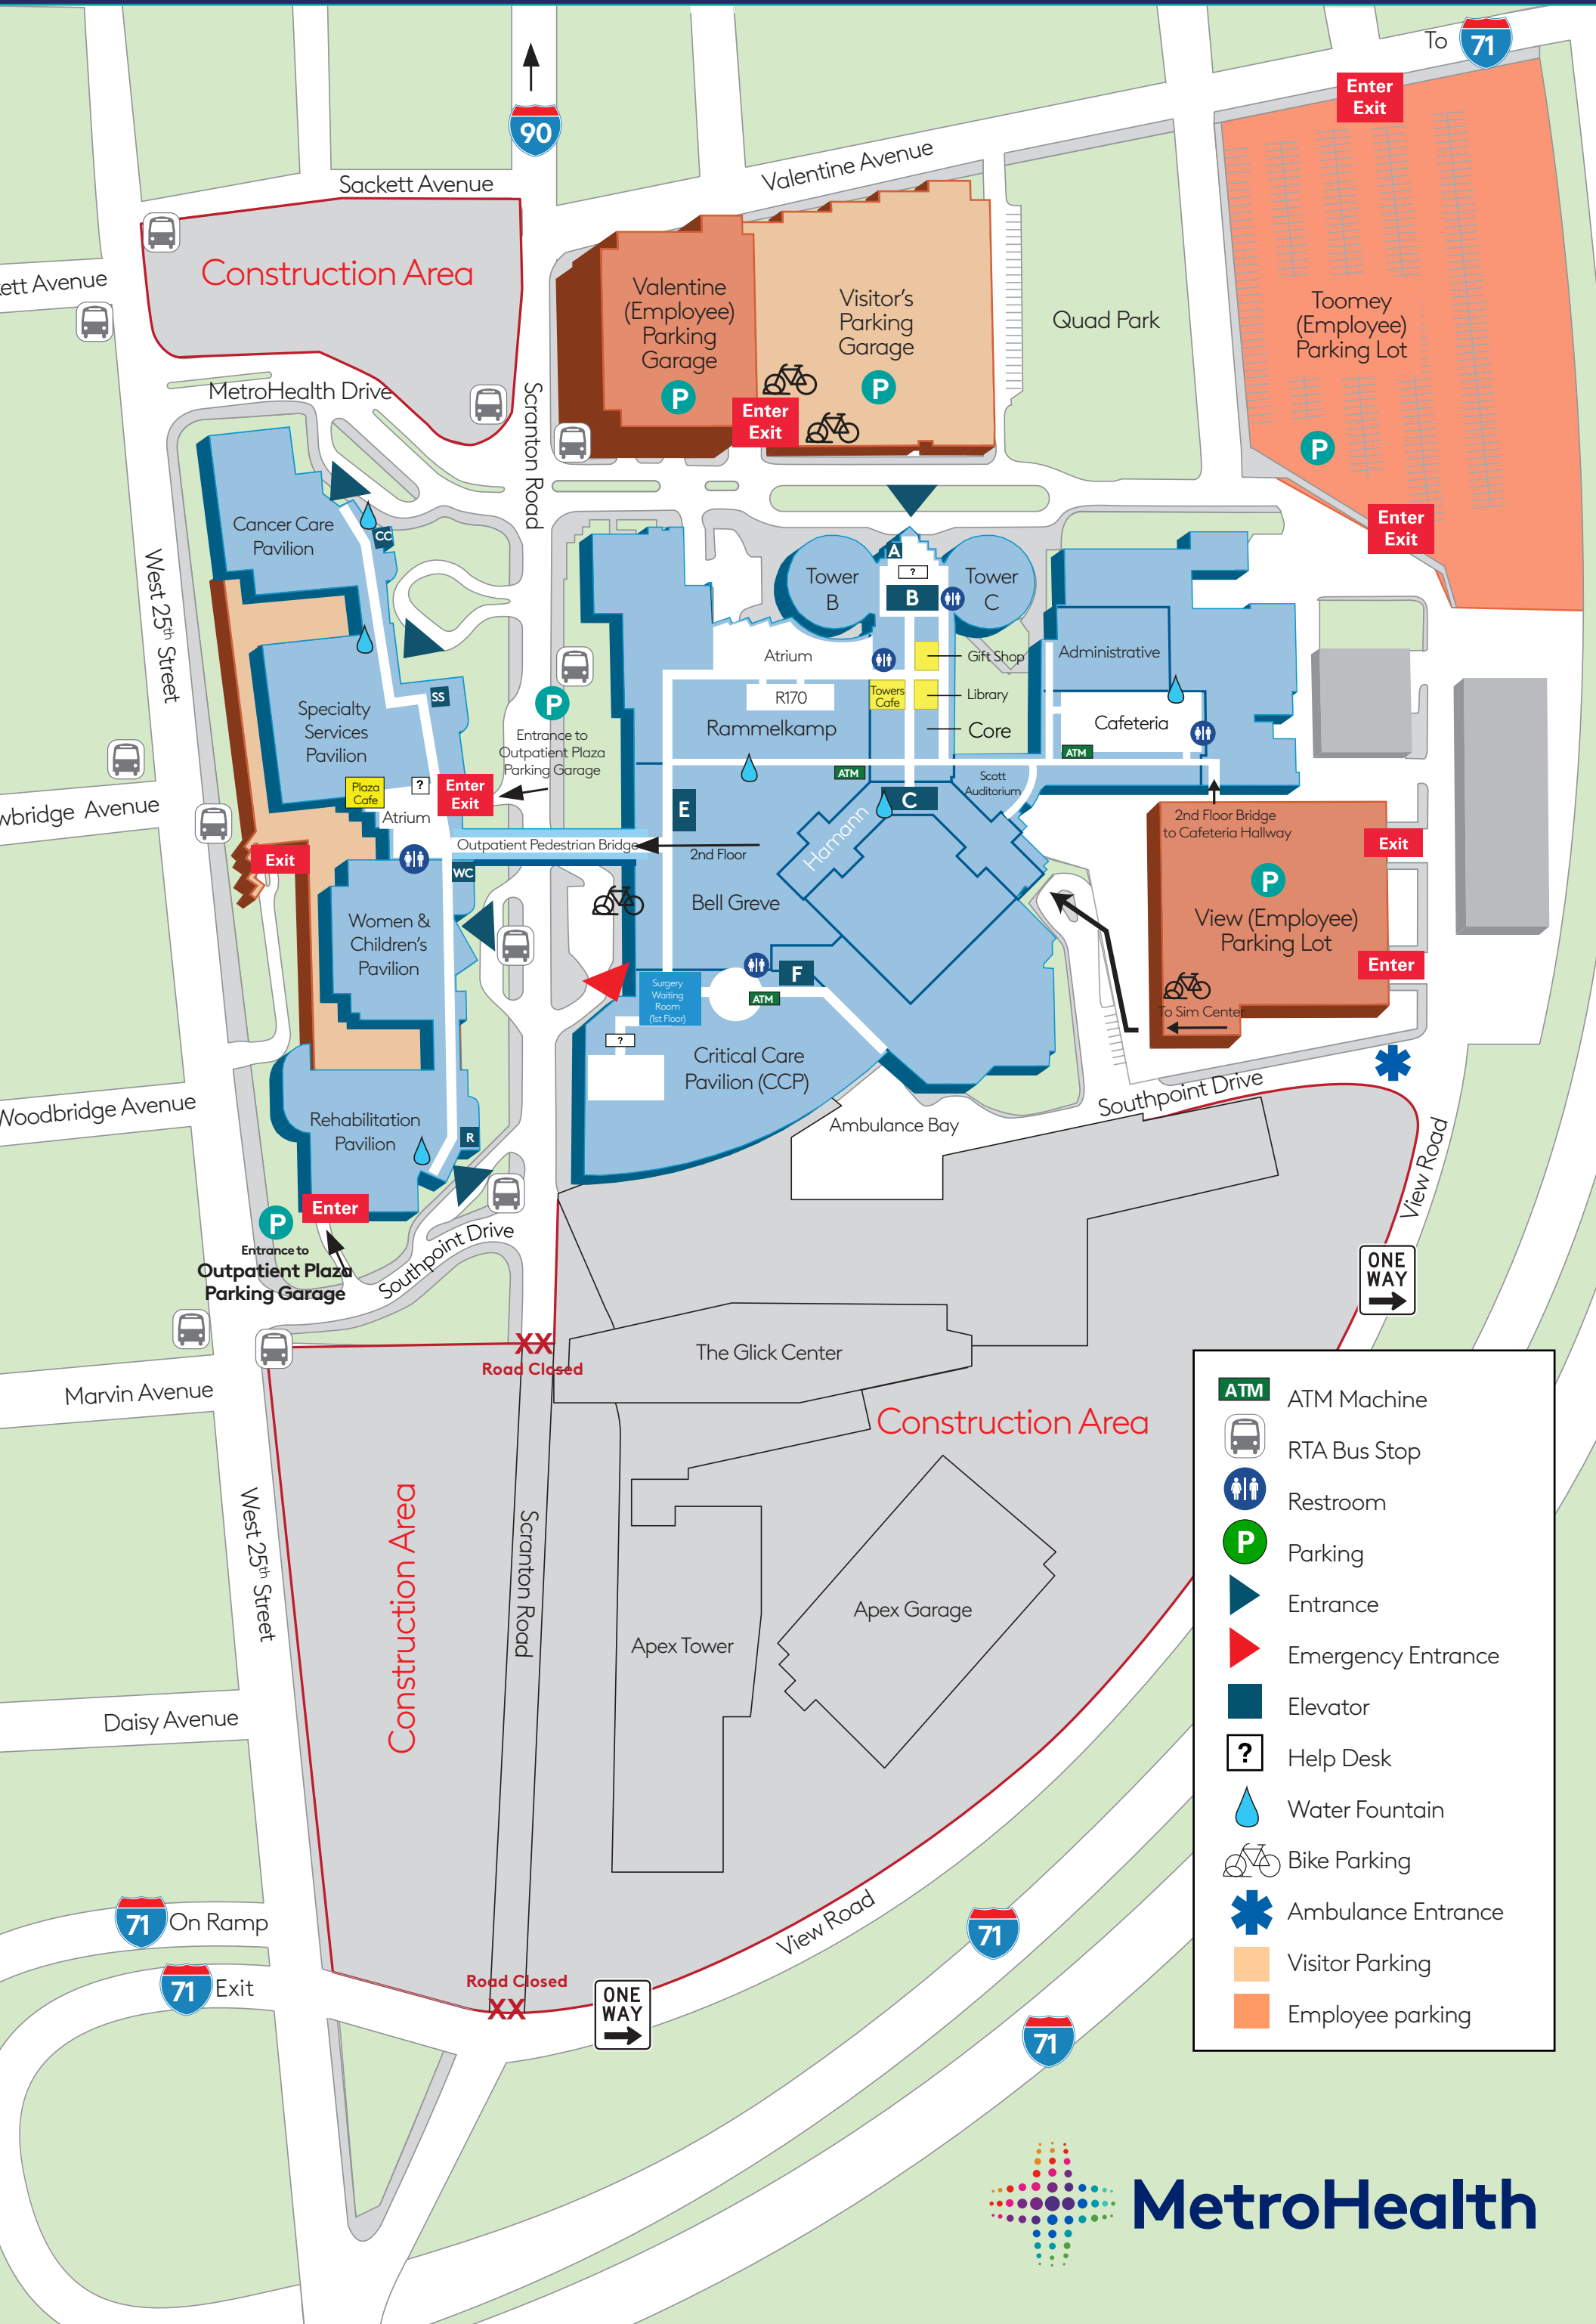 To
71
Enter
Exit
90
Valentine Avenue
Sackett Avenue
Construction Area
Valentine
(Employee)
Parking
Garage
P
Visitor's
Parking
Garage
P
Enter
Exit
Quad Park
Toomey
(Employee)
Parking Lot
P
Enter
Exit
ett Avenue
MetroHealth Drive
Scranton Road
Cancer Care
Pavilion
CC
West 25th Street
Tower
B
A
?
B
Tower
C
Atrium
R170
Rammelkamp
Gift Shop
Towers
Cafe
Library
Core
Administrative
Cafeteria
ATM
ATM
Scott
Auditorium
SS
Specialty
Services
Pavilion
P
Entrance to
Outpatient Plaza
Parking Garage
Plaza
Cafe
?
Enter
Exit
Atrium
wbridge Avenue
E
C
Hamann
2nd Floor Bridge
to Cafeteria Hallway
Exit
Outpatient Pedestrian Bridge
2nd Floor
Exit
WC
Bell Greve
P
View (Employee)
Parking Lot
Enter
To Sim Center
Women &
Children's
Pavilion
F
ATM
Surgery
Waiting
Room
(1st Floor)
?
Critical Care
Pavilion (CCP)
Woodbridge Avenue
Rehabilitation
Pavilion
R
Ambulance Bay
Southpoint Drive
View Road
Enter
P
Entrance to
Outpatient Plaza
Parking Garage
Southpoint Drive
ONE
WAY
XX
Road Closed
The Glick Center
Marvin Avenue
Construction Area
Construction Area
West 25th Street
Scranton Road
Apex Tower
Apex Garage
Daisy Avenue
71
On Ramp
71
Exit
Road Closed
XX
ONE
WAY
View Road
71
71
ATM
ATM Machine
RTA Bus Stop
Restroom
P
Parking
Entrance
Emergency Entrance
Elevator
?
Help Desk
Water Fountain
Bike Parking
Ambulance Entrance
Visitor Parking
Employee parking
MetroHealth